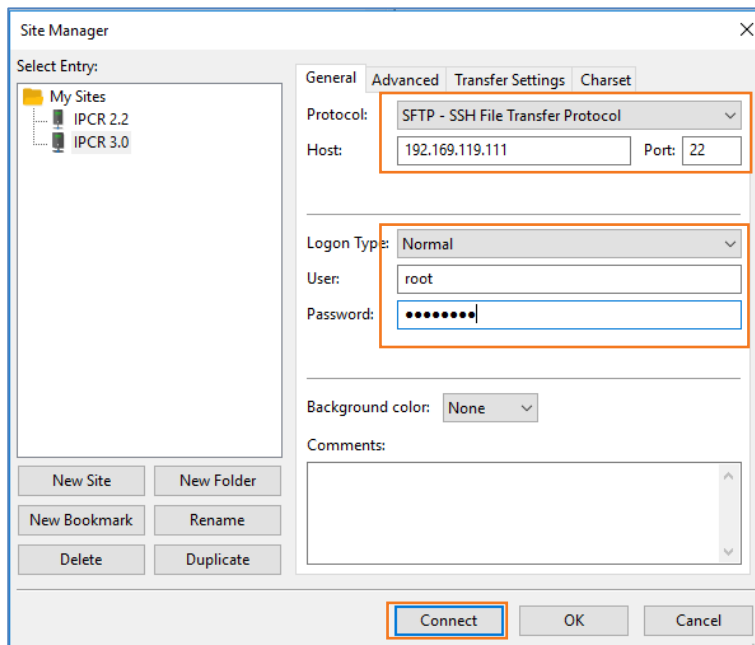 Site Manager
Select Entry:
My Sites
IPCR 2.2
IPCR 3.0
New Site
New Folder
New Bookmark
Rename
Delete
Duplicate
General
Advanced
Transfer Settings
Charset
Protocol:
SFTP - SSH File Transfer Protocol
Host:
192.169.119.111
Port:
22
Logon Type:
Normal
User:
root
Password:
●●●●●●●●
Background color:
None
Comments:
Connect
OK
Cancel